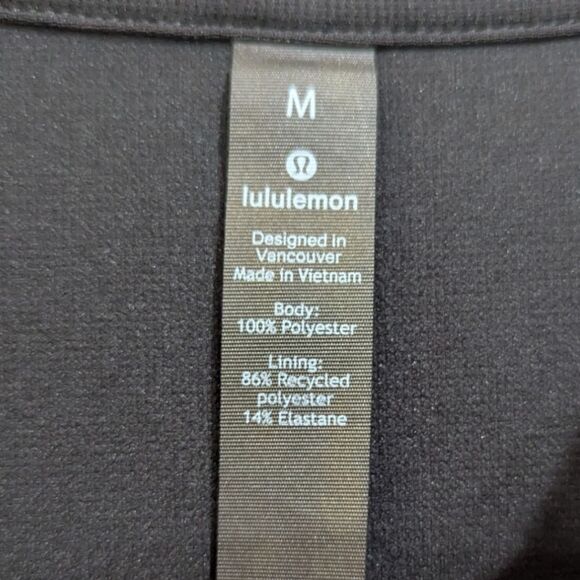 M
lululemon
Designed in
Vancouver
Made in Vietnam
Body:
100% Polyester
Lining:
86% Recycled
polyester
14% Elastane